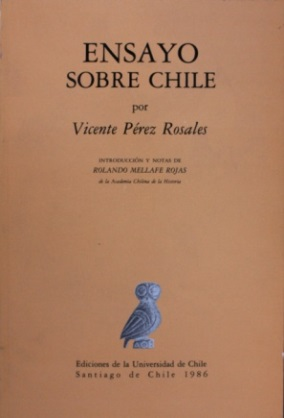 ENSAYO
SOBRE CHILE
por
Vicente Pérez Rosales
INTRODUCCIÓN Y NOTAS DE
ROLANDO MELLAFE ROJAS
de la Academia Chilena de la Historia
Ediciones de la Universidad de Chile
Santiago de Chile 1986